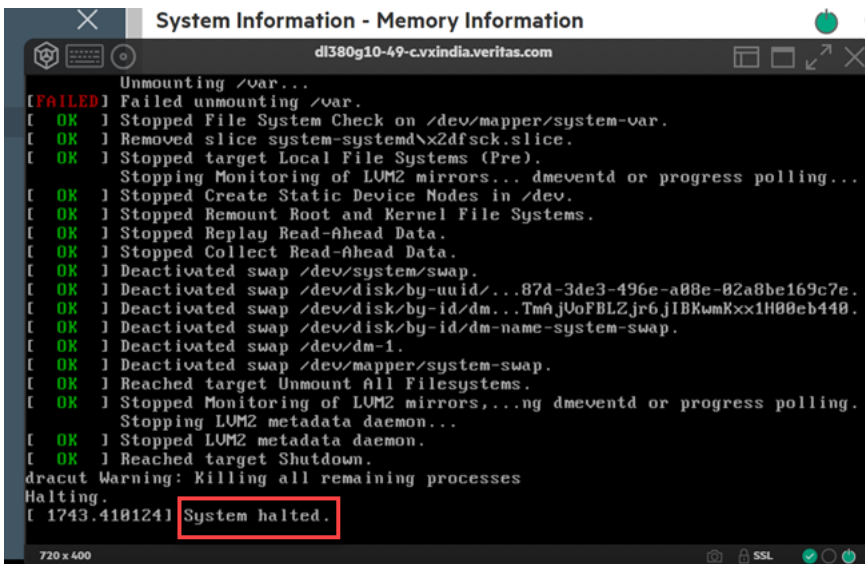 System Information - Memory Information
dl380g10-49-c.vxindia.veritas.com
Unmounting /var...
[FAILED] Failed unmounting /var.
[  OK  ] Stopped File System Check on /dev/mapper/system-var.
[  OK  ] Removed slice system-systemd\x2dfsck.slice.
[  OK  ] Stopped target Local File Systems (Pre).
Stopping Monitoring of LVM2 mirrors... dmeventd or progress polling...
[  OK  ] Stopped Create Static Device Nodes in /dev.
[  OK  ] Stopped Remount Root and Kernel File Systems.
[  OK  ] Stopped Replay Read-Ahead Data.
[  OK  ] Stopped Collect Read-Ahead Data.
[  OK  ] Deactivated swap /dev/system/swap.
[  OK  ] Deactivated swap /dev/disk/by-uuid/...87d-3de3-496e-a08e-02a8be169c7e.
[  OK  ] Deactivated swap /dev/disk/by-id/dm...TmAjVoFBLZjr6jIBKwmKxx1H00eb440.
[  OK  ] Deactivated swap /dev/disk/by-id/dm-name-system-swap.
[  OK  ] Deactivated swap /dev/dm-1.
[  OK  ] Deactivated swap /dev/mapper/system-swap.
[  OK  ] Reached target Unmount All Filesystems.
[  OK  ] Stopped Monitoring of LVM2 mirrors,...ng dmeventd or progress polling.
Stopping LVM2 metadata daemon...
[  OK  ] Stopped LVM2 metadata daemon.
[  OK  ] Reached target Shutdown.
dracut Warning: Killing all remaining processes
Halting.
[ 1743.410124] System halted.
720 x 400
SSL